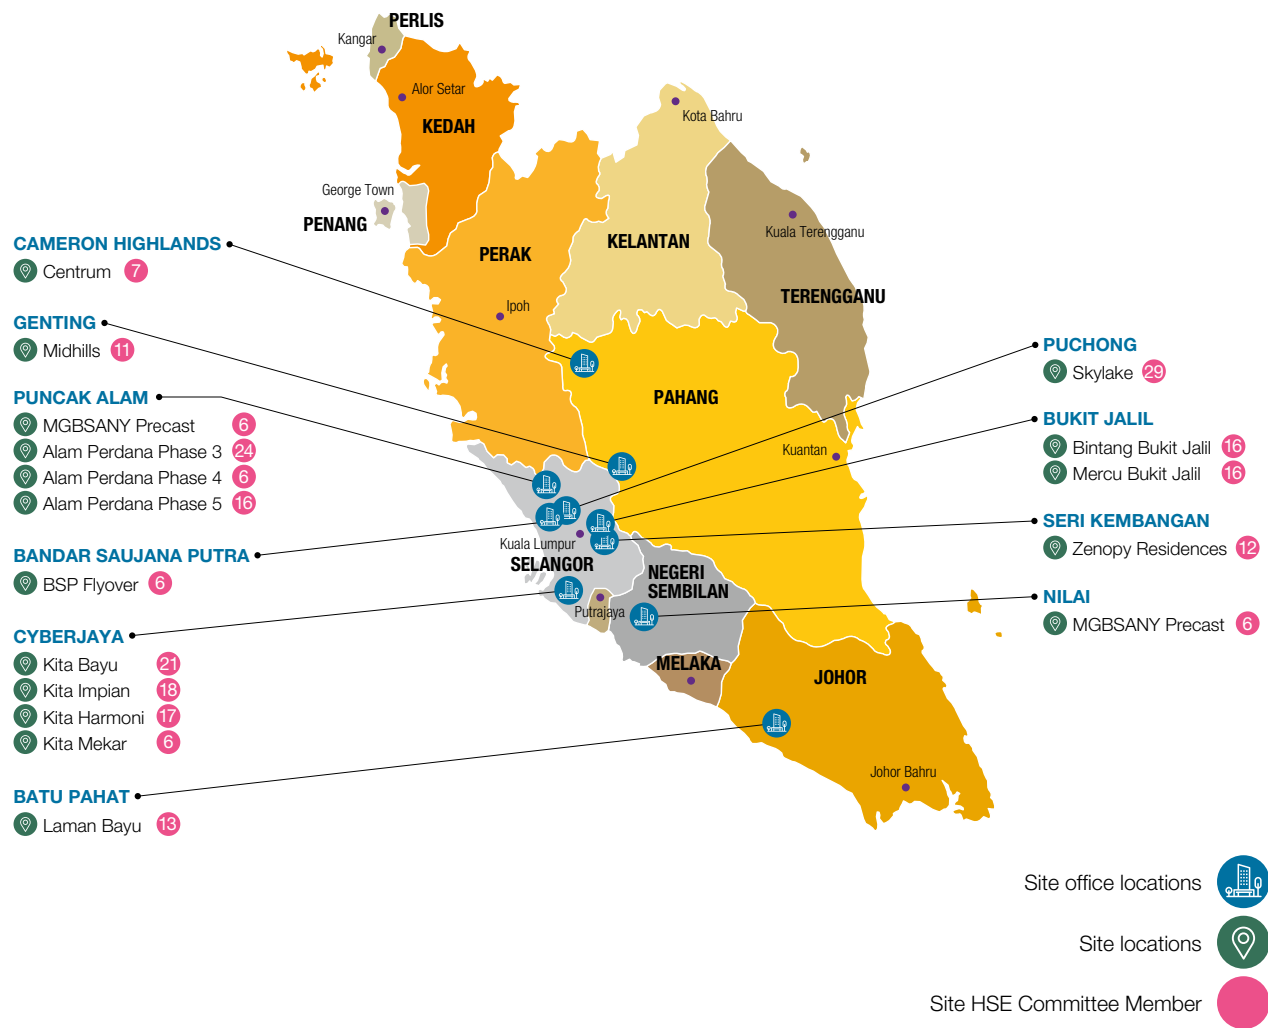 PERLIS
Kangar
Alor Setar
KEDAH
Kota Bahru
George Town
PENANG
Kuala Terengganu
KELANTAN
PERAK
TERENGGANU
Ipoh
PAHANG
Kuantan
Kuala Lumpur
SELANGOR
NEGERI
SEMBILAN
Putrajaya
MELAKA
JOHOR
Johor Bahru
CAMERON HIGHLANDS
Centrum 7
GENTING
Midhills 11
PUNCAK ALAM
MGBSANY Precast 6
Alam Perdana Phase 3 24
Alam Perdana Phase 4 6
Alam Perdana Phase 5 16
BANDAR SAUJANA PUTRA
BSP Flyover 6
CYBERJAYA
Kita Bayu 21
Kita Impian 18
Kita Harmoni 17
Kita Mekar 6
BATU PAHAT
Laman Bayu 13
PUCHONG
Skylake 29
BUKIT JALIL
Bintang Bukit Jalil 16
Mercu Bukit Jalil 16
SERI KEMBANGAN
Zenopy Residences 12
NILAI
MGBSANY Precast 6
Site office locations
Site locations
Site HSE Committee Member